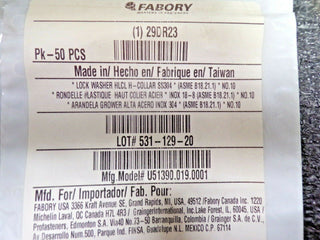 FABORY
(1) 29DR23
Pk-50 PCS
Made in/ Hecho en/ Fabrique en/ Taiwan
* LOCK WASHER HLCL H-COLLAR SS304 * (ASME B18.21.1) * NO.10
* RONDELLE ELASTIQUE HAUT COLIER ACIER * INOX 18-8 (ASME B18.21.1) * NO.10
* ARANDELA GROWER ALTA ACERO INOX 304 * (ASME B18.21.1) * NO.10
LOT# 531-129-20
Mfg.Model# U51390.019.0001
Mfd. For/ Importador/ Fab. Pour:
FABORY USA 3366 Kraft Avenue SE, Grand Rapids, MI, USA, 49512 /Fabory Canada Inc. 1220
Michelin Laval, QC Canada H7L 4R3 / GraingerInternational, Inc.Lake Forest, IL, 60045, USA /
Protenders, Edmonton S.A. Vis40 No.73-50 Barranquilla, Colombia / Grainger S.A. de C.V.
Av Desarrollo Num.500, Parque Ind. FINSA, Guadalupe N.L. MEXICO C.P. 67114